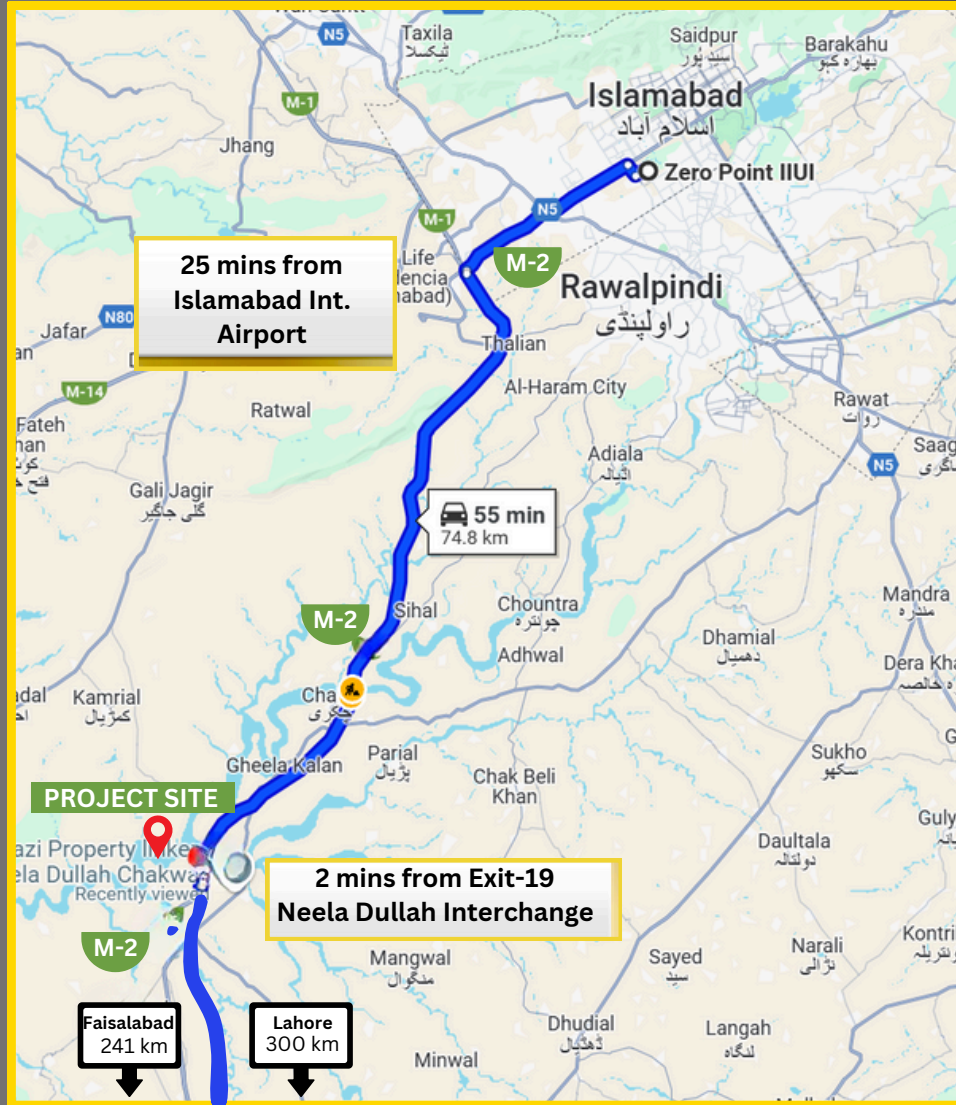 N5
Taxila
ٹیکسلا
Saidpur
سید پور
Barakahu
بھارہ کہو
M-1
Islamabad
اسلام آباد
Jhang
Zero Point IIUI
N5
M-1
M-2
25 mins from
Islamabad Int.
Airport
Life
Rawalpindi
راولپنڈی
N80
Jafar
Thalian
M-14
Al-Haram City
Ratwal
Rawat
روات
Fateh
Adiala
اڈیالہ
N5
Gali Jagir
گلی جاگیر
55 min
74.8 km
M-2
Sihal
Chountra
چونترہ
Mandra
مندرہ
Adhwal
Dhamial
دھمیال
Kamrial
کمڑیال
Gheela Kalan
Parial
پڑیال
Sukho
سکھو
Chak Beli
Khan
PROJECT SITE
Daultala
دولتالہ
Property
Dullah
Recently viewe
2 mins from Exit-19
Neela Dullah Interchange
M-2
Mangwal
منگوال
Sayed
سید
Narali
نڑالی
Faisalabad
241 km
Lahore
300 km
Dhudial
ڈھڈیال
Langah
لنگاہ
Minwal